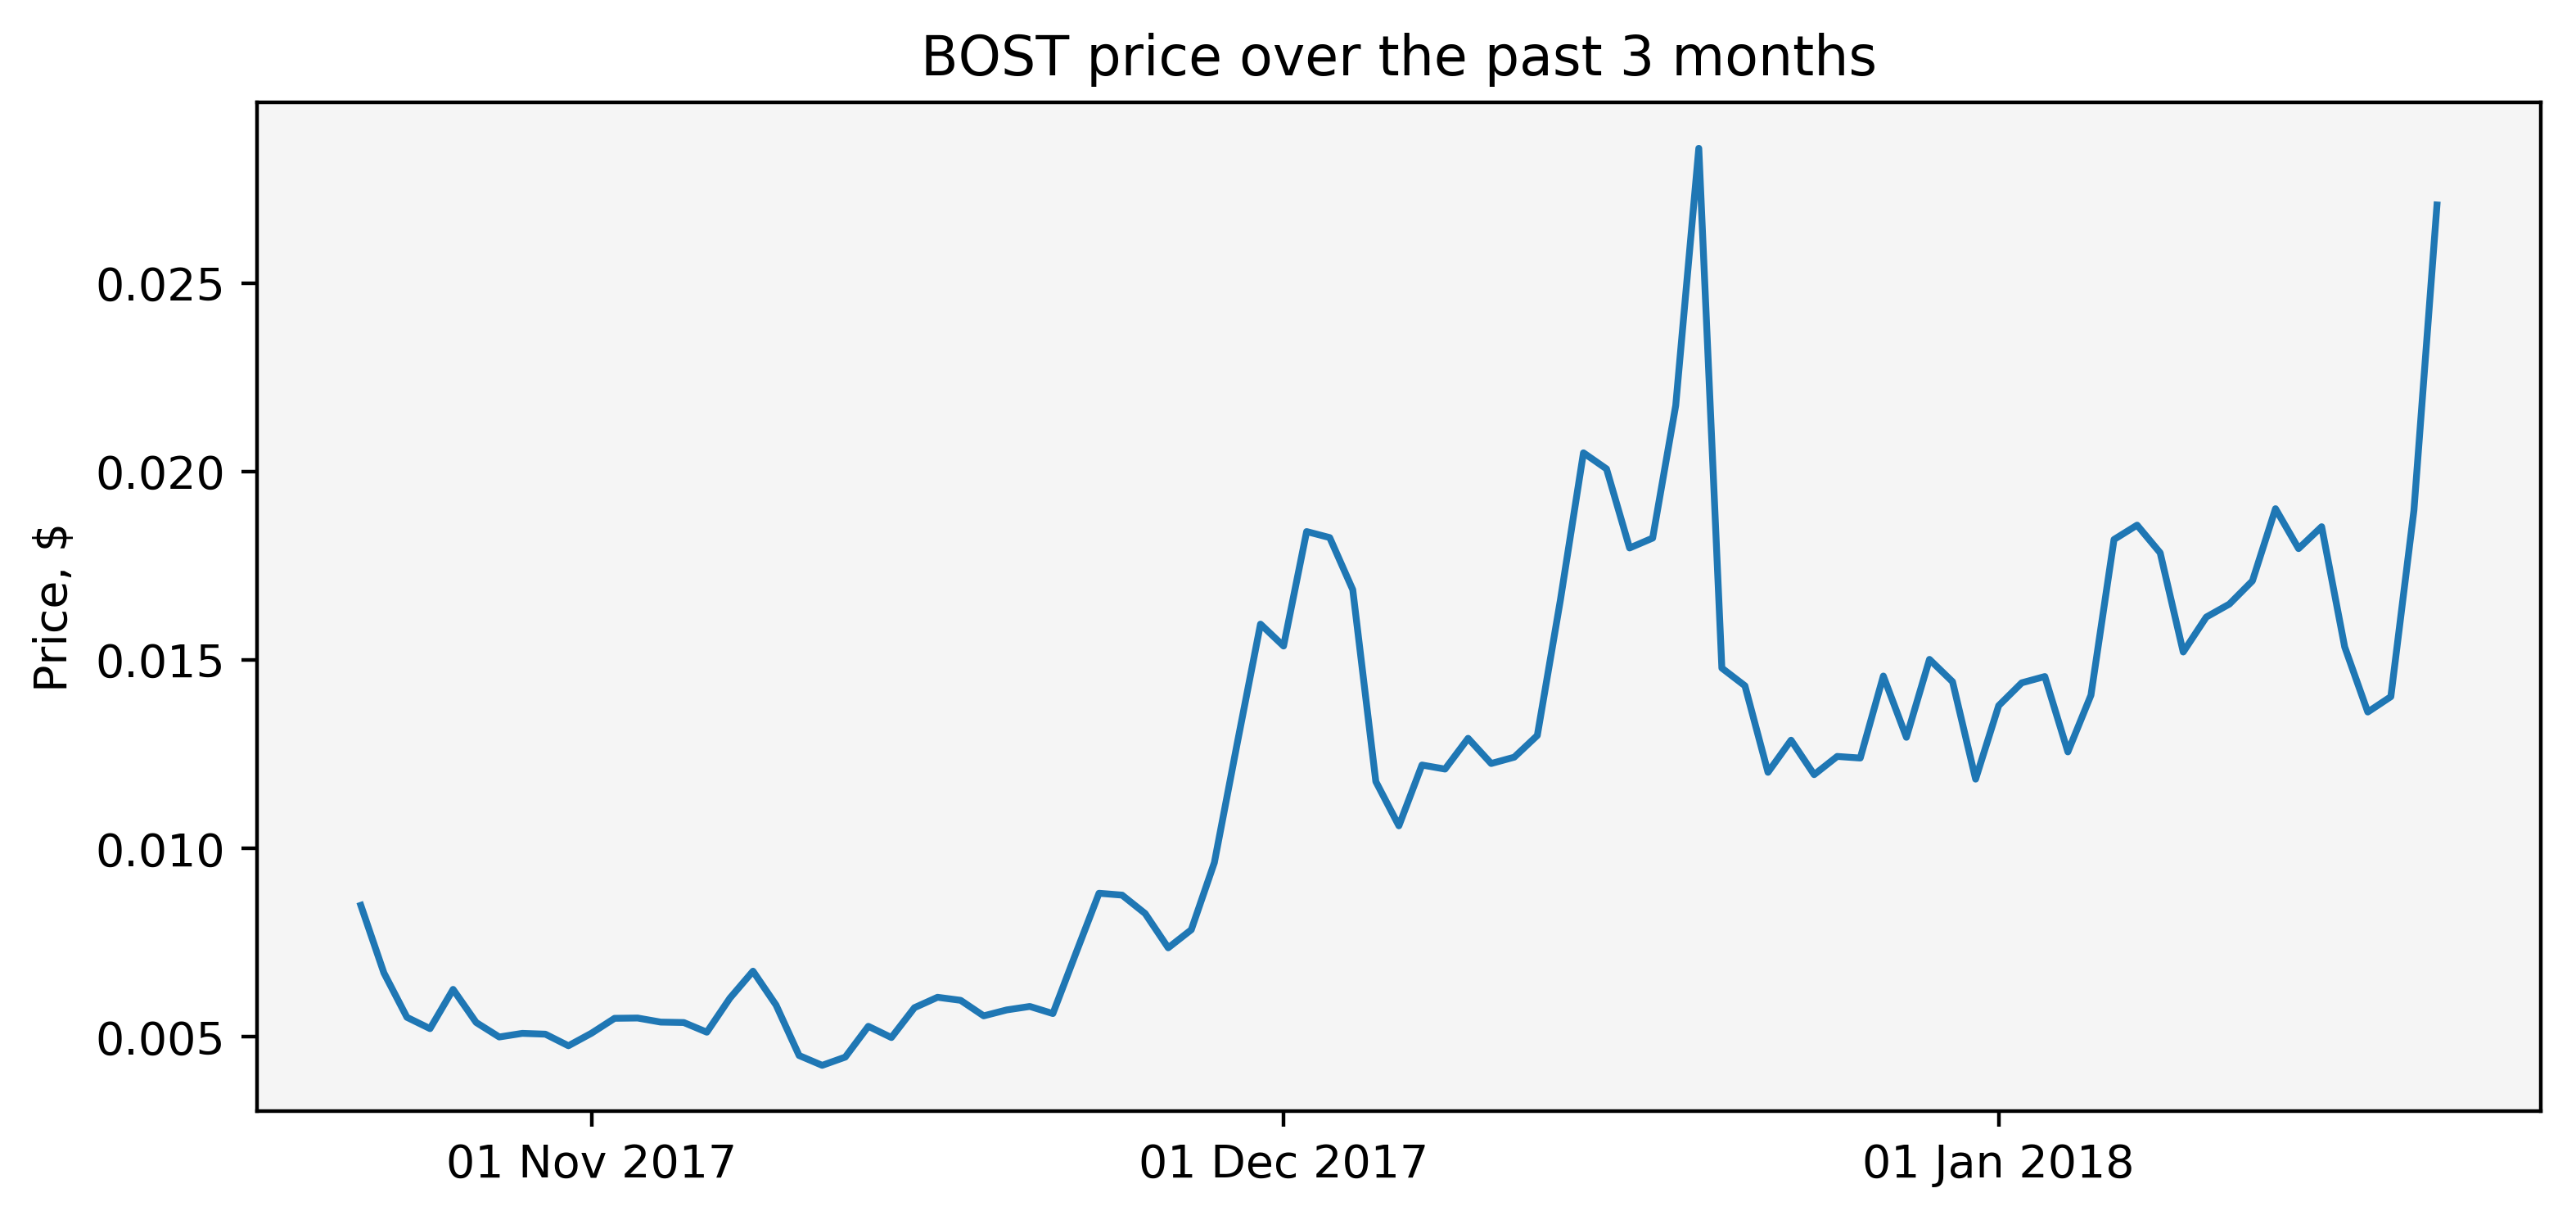 BOST price over the past 3 months
Price, $
0.025
0.020
0.015
0.010
0.005
01 Nov 2017
01 Dec 2017
01 Jan 2018